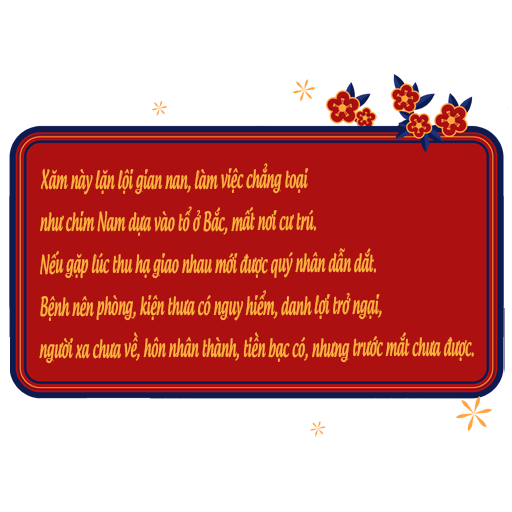 Xăm này lặn lội gian nan, làm việc chẳng toại
như chim Nam dựa vào tổ ở Bắc, mất nơi cư trú.
Nếu gặp lúc thu hạ giao nhau mới được quý nhân dẫn dắt.
Bệnh nên phòng, kiện thưa có nguy hiểm, danh lợi trở ngại,
người xa chưa về, hôn nhân thành, tiền bạc có, nhưng trước mắt chưa được.